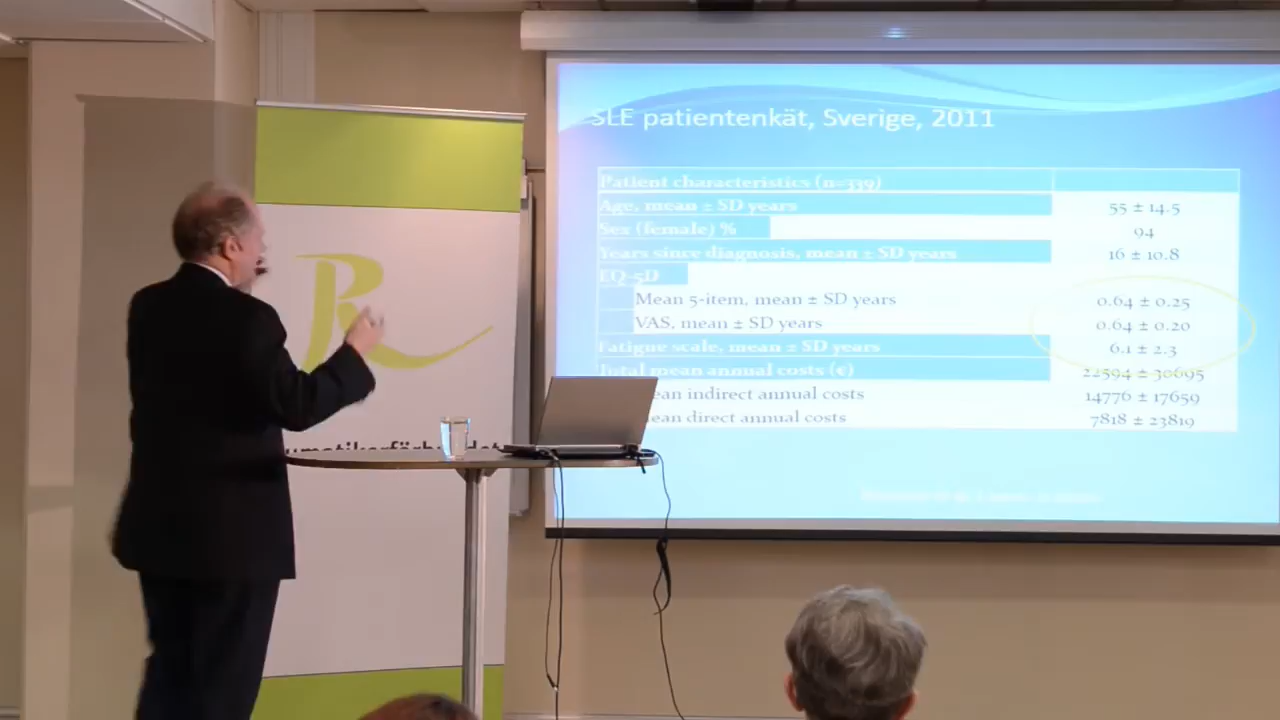 SLE patientenkät, Sverige, 2011
Patient characteristics (n=339)
Age, mean ± SD years 55 ± 14.5
Sex (female) % 94
Years since diagnosis, mean ± SD years 16 ± 10.8
EQ-5D
Mean 5-item, mean ± SD years 0.64 ± 0.25
VAS, mean ± SD years 0.64 ± 0.20
Fatigue scale, mean ± SD years 6.1 ± 2.3
Total mean annual costs (€) 22594 ± 30695
ean indirect annual costs 14776 ± 17659
ean direct annual costs 7818 ± 23819
R
umatikerförbundet